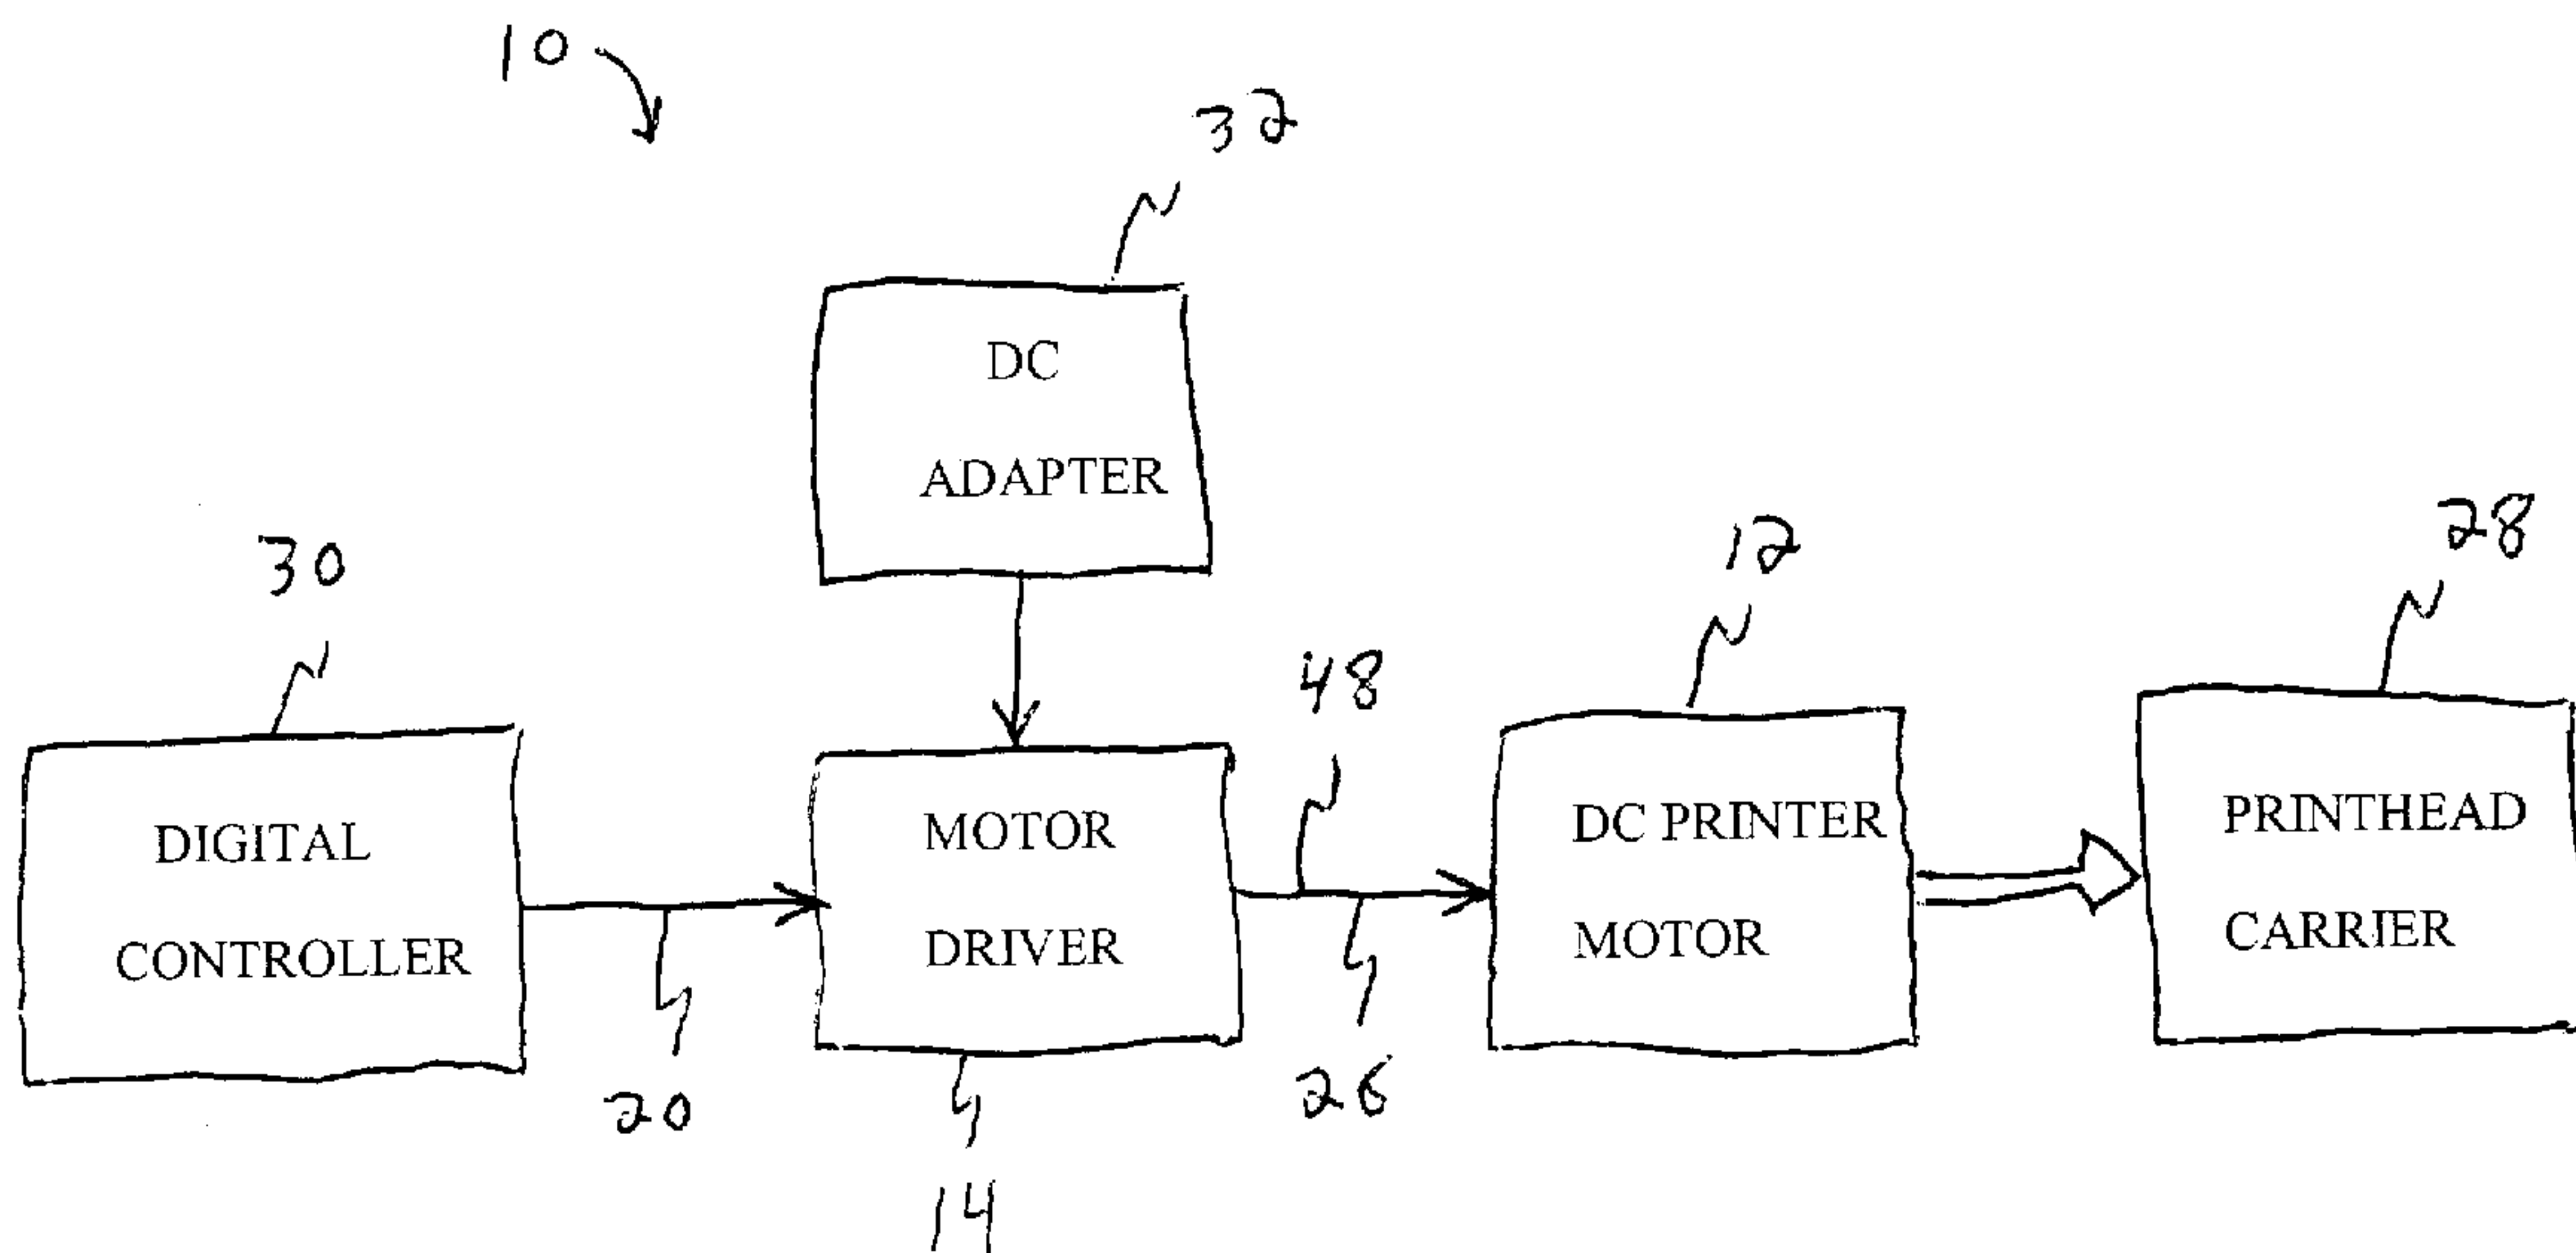 10
32
DC
ADAPTER
30
48
12
28
DIGITAL
CONTROLLER
MOTOR
DRIVER
DC PRINTER
MOTOR
PRINTHEAD
CARRIER
20
26
14